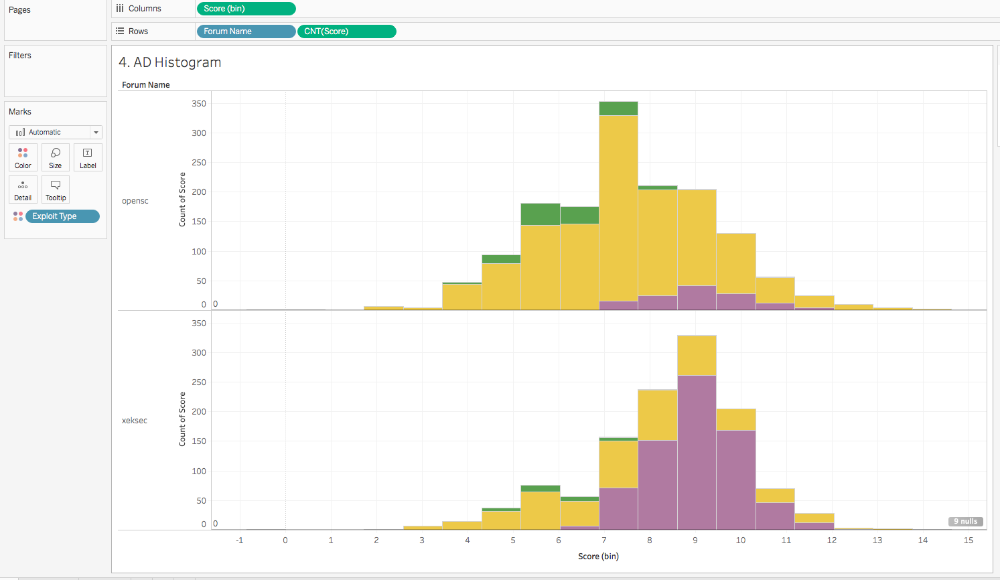 Pages
Columns
Score (bin)
Rows
Forum Name
CNT(Score)
Filters
Marks
Automatic
Color
Size
Label
Detail
Tooltip
Exploit Type
4. AD Histogram
Forum Name
opensc
Count of Score
350
300
250
200
150
100
50
0
0
xeksec
Count of Score
350
300
250
200
150
100
50
0
0
9 nulls
-1 0 1 2 3 4 5 6 7 8 9 10 11 12 13 14 15
Score (bin)